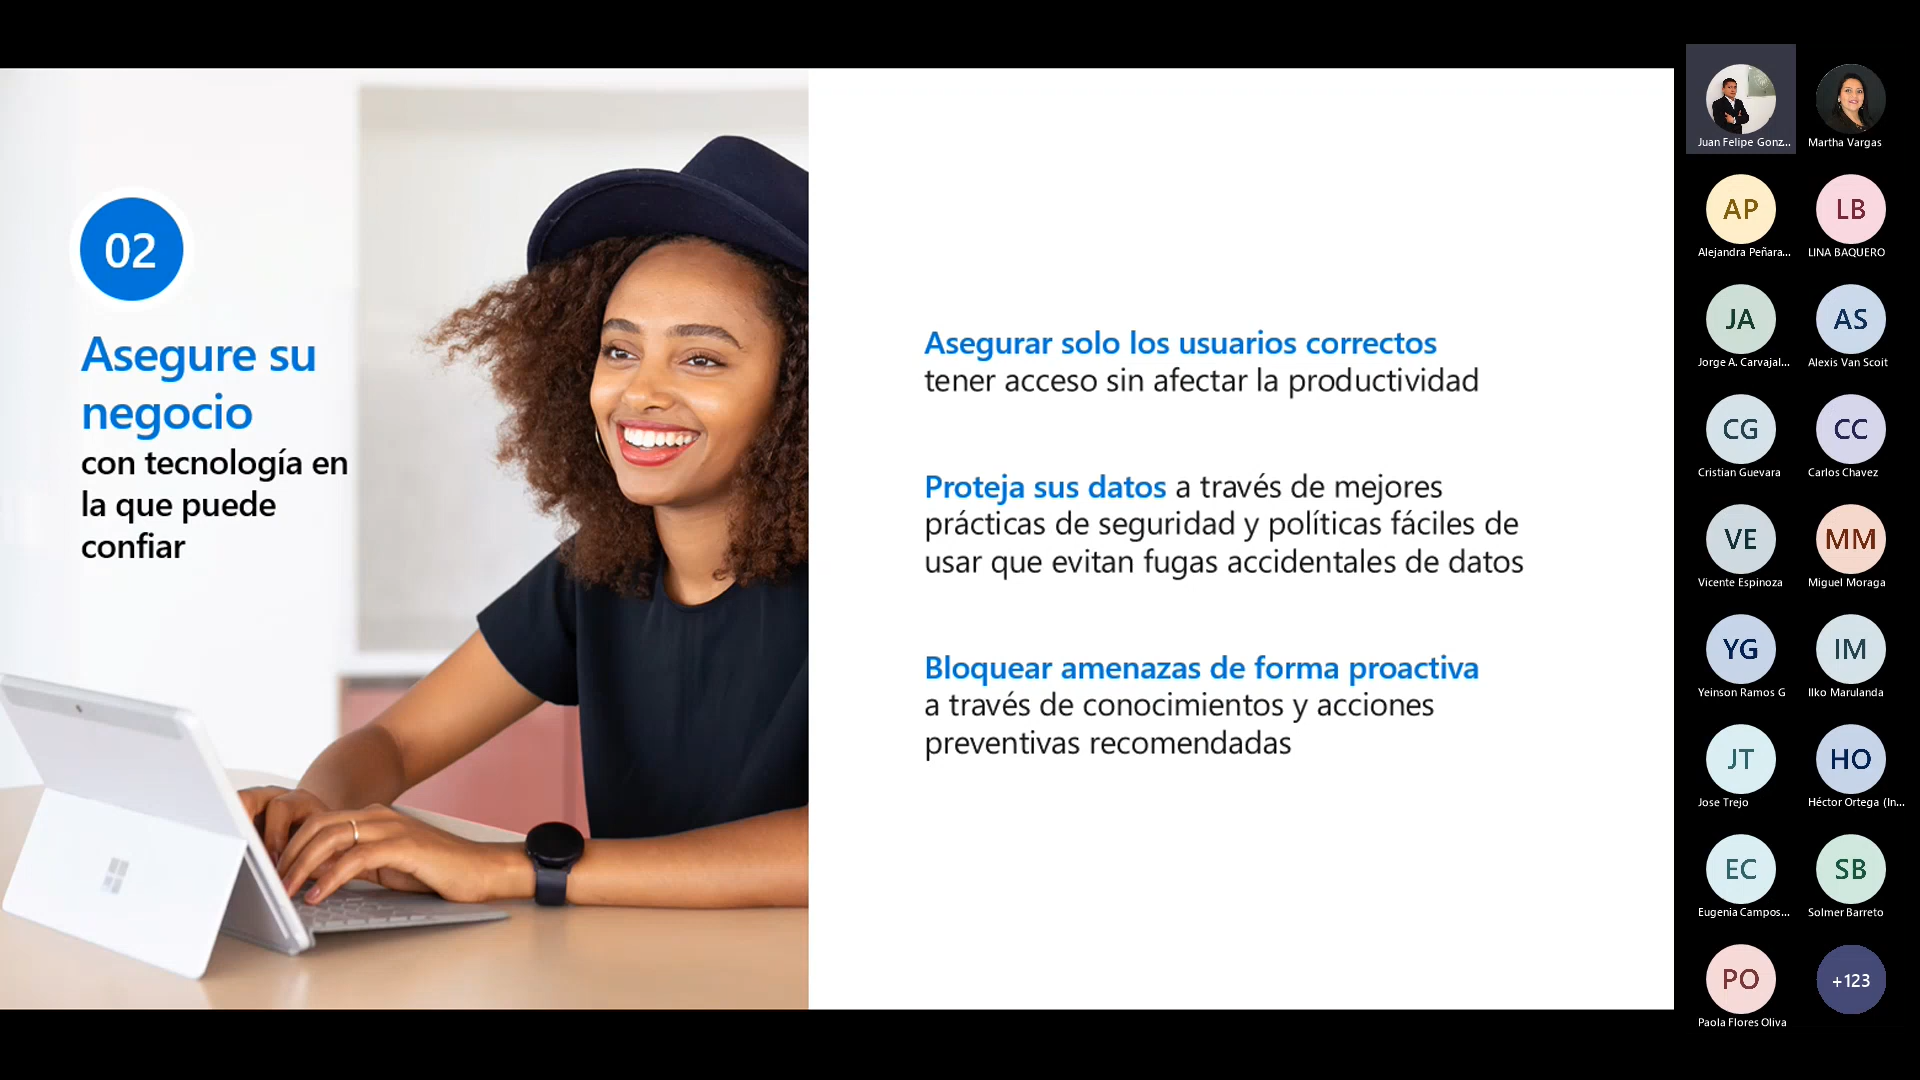 02
Asegure su
negocio
con tecnología en
la que puede
confiar
Asegurar solo los usuarios correctos
tener acceso sin afectar la productividad
Proteja sus datos a través de mejores
prácticas de seguridad y políticas fáciles de
usar que evitan fugas accidentales de datos
Bloquear amenazas de forma proactiva
a través de conocimientos y acciones
preventivas recomendadas
Juan Felipe Gonz...
Martha Vargas
AP
Alejandra Peñara...
LB
LINA BAQUERO
JA
Jorge A. Carvajal...
AS
Alexis Van Scoit
CG
Cristian Guevara
CC
Carlos Chavez
VE
Vicente Espinoza
MM
Miguel Moraga
YG
Yeinson Ramos G
IM
Ilko Marulanda
JT
Jose Trejo
HO
Héctor Ortega (In...
EC
Eugenia Campos...
SB
Solmer Barreto
PO
Paola Flores Oliva
+123